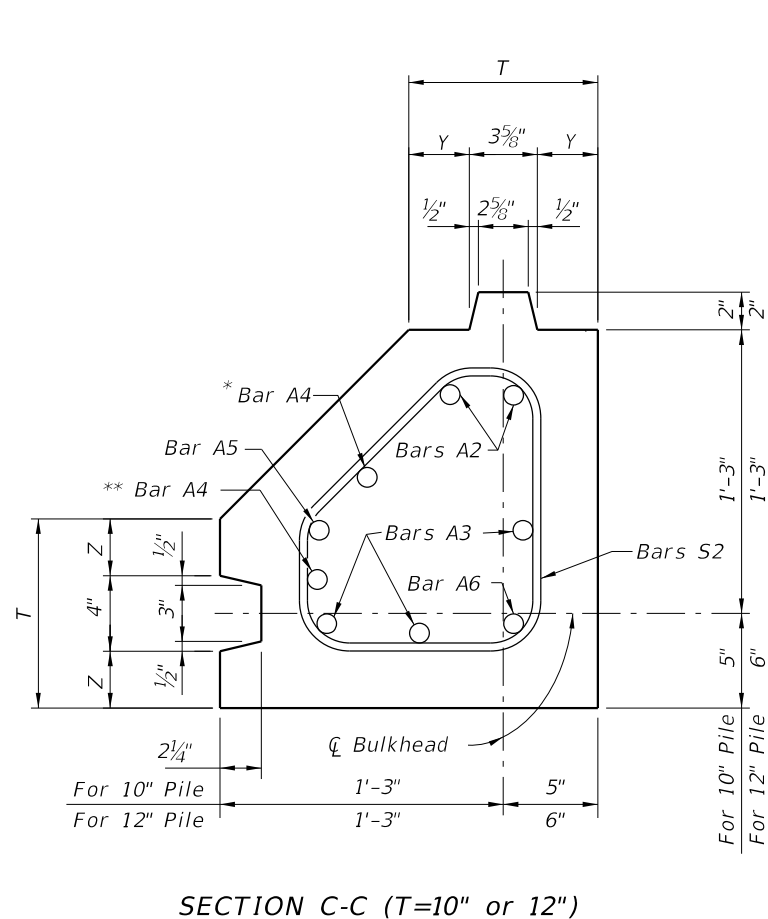 T
Y 3⅝" Y
½" 2⅝" ½"
2" 2"
* Bar A4
Bar A5
Bars A2
** Bar A4
1'-3" 1'-3"
Bars A3
Bars S2
Z ½"
T 4" 3"
Z ½"
Bar A6
5" 6"
2¼"
℄ Bulkhead
For 10" Pile 1'-3" 5"
For 12" Pile 1'-3" 6"
For 10" Pile
For 12" Pile
SECTION C-C (T=10" or 12")